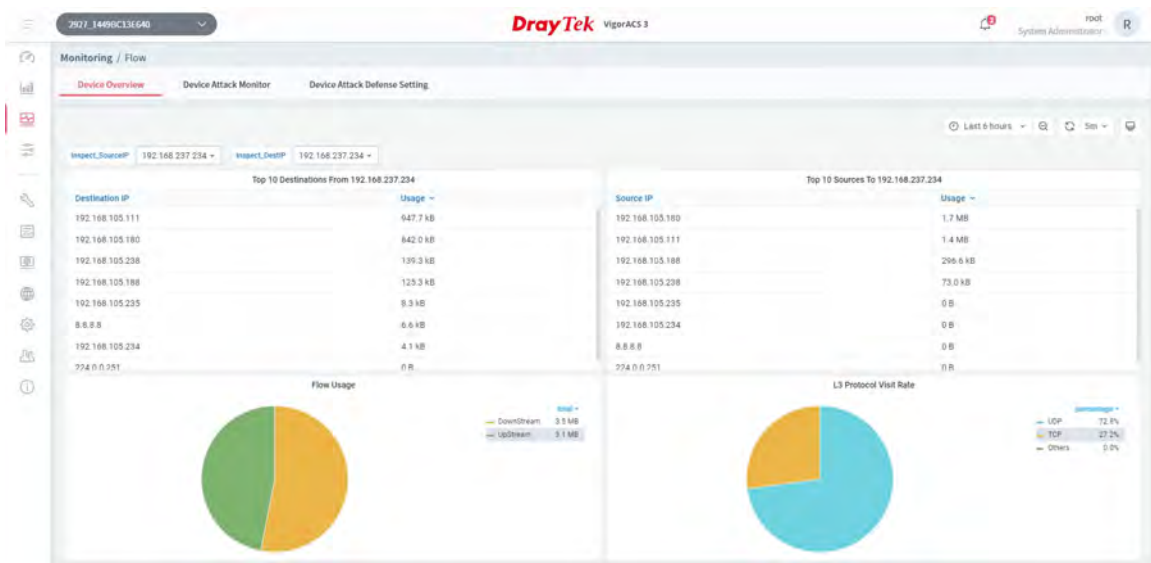 2927_14498C13E640
DrayTek VigorACS 3
3
root
System Administrator
R
Monitoring / Flow
Device Overview
Device Attack Monitor
Device Attack Defense Setting
Last 6 hours
5m
Inspect_SourceIP 192.168.237.234
Inspect_DestIP 192.168.237.234
Top 10 Destinations From 192.168.237.234
Destination IP Usage
192.168.105.111 947.7 kB
192.168.105.180 642.0 kB
192.168.105.238 139.3 kB
192.168.105.188 125.3 kB
192.168.105.235 8.3 kB
8.8.8.8 6.6 kB
192.168.105.234 4.1 kB
224.0.0.251 0 B
Top 10 Sources To 192.168.237.234
Source IP Usage
192.168.105.180 1.7 MB
192.168.105.111 1.4 MB
192.168.105.188 296.6 kB
192.168.105.238 73.0 kB
192.168.105.235 0 B
192.168.105.234 0 B
8.8.8.8 0 B
224.0.0.251 0 B
Flow Usage
total
DownStream 3.5 MB
UpStream 3.1 MB
L3 Protocol Visit Rate
percentage
UDP 72.8%
TCP 27.2%
Others 0.0%